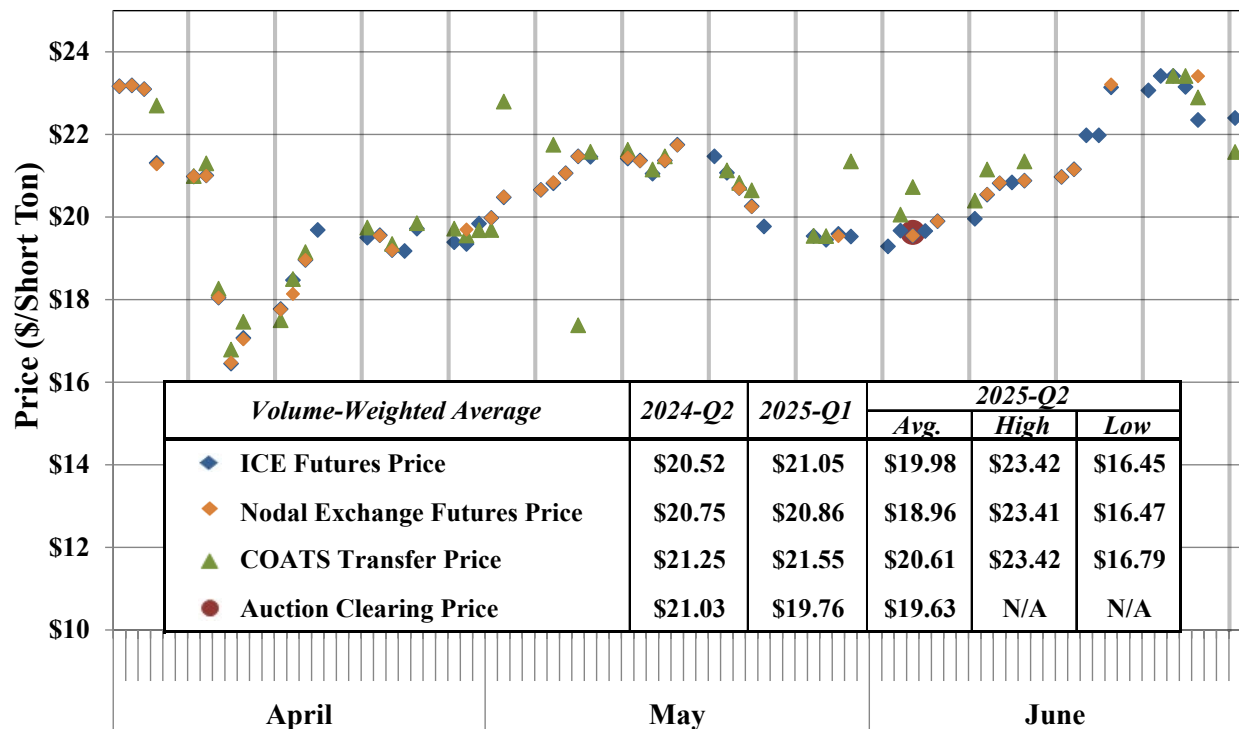 Price ($/Short Ton)
$24
$22
$20
$18
$16
$14
$12
$10
Volume-Weighted Average 2024-Q2 2025-Q1 2025-Q2
Avg. High Low
ICE Futures Price $20.52 $21.05 $19.98 $23.42 $16.45
Nodal Exchange Futures Price $20.75 $20.86 $18.96 $23.41 $16.47
COATS Transfer Price $21.25 $21.55 $20.61 $23.42 $16.79
Auction Clearing Price $21.03 $19.76 $19.63 N/A N/A
April May June